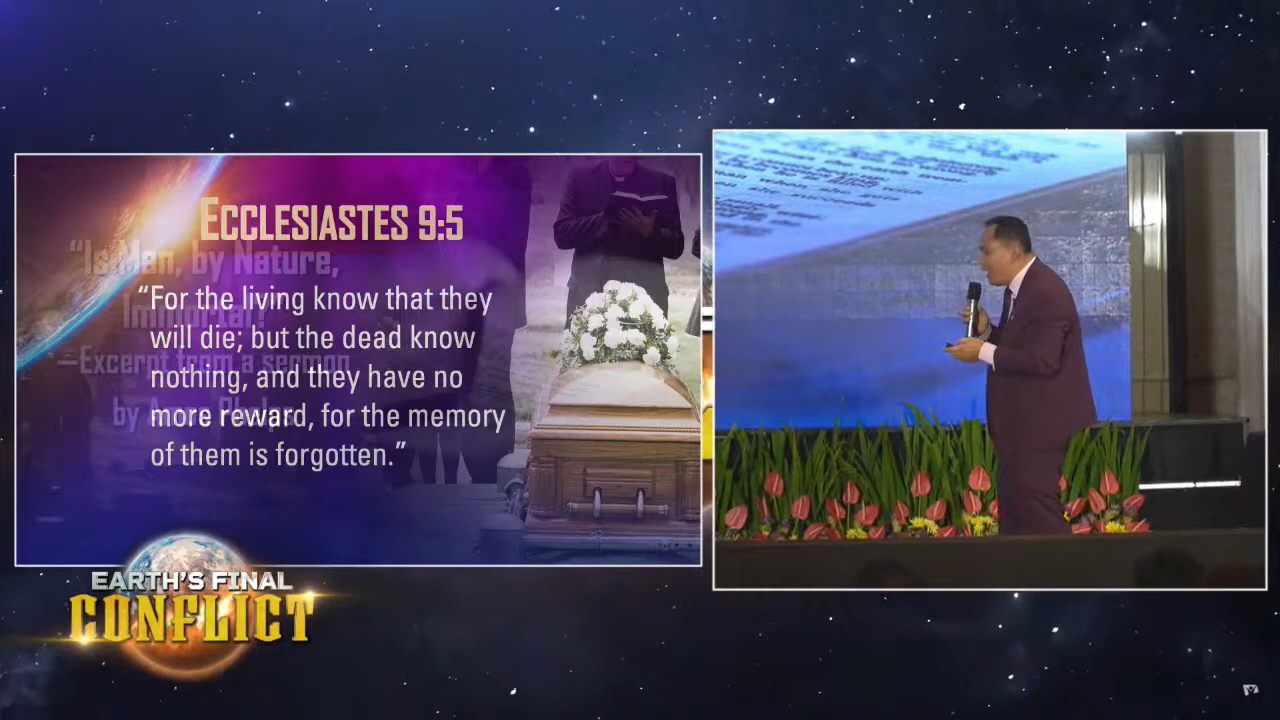 ECCLESIASTES 9:5
"Is Man, by Nature,
Immortal?"
"For the living know that they
will die; but the dead know
nothing, and they have no
more reward, for the memory
of them is forgotten."
—Excerpt from a sermon
by
EARTH'S FINAL
CONFLICT